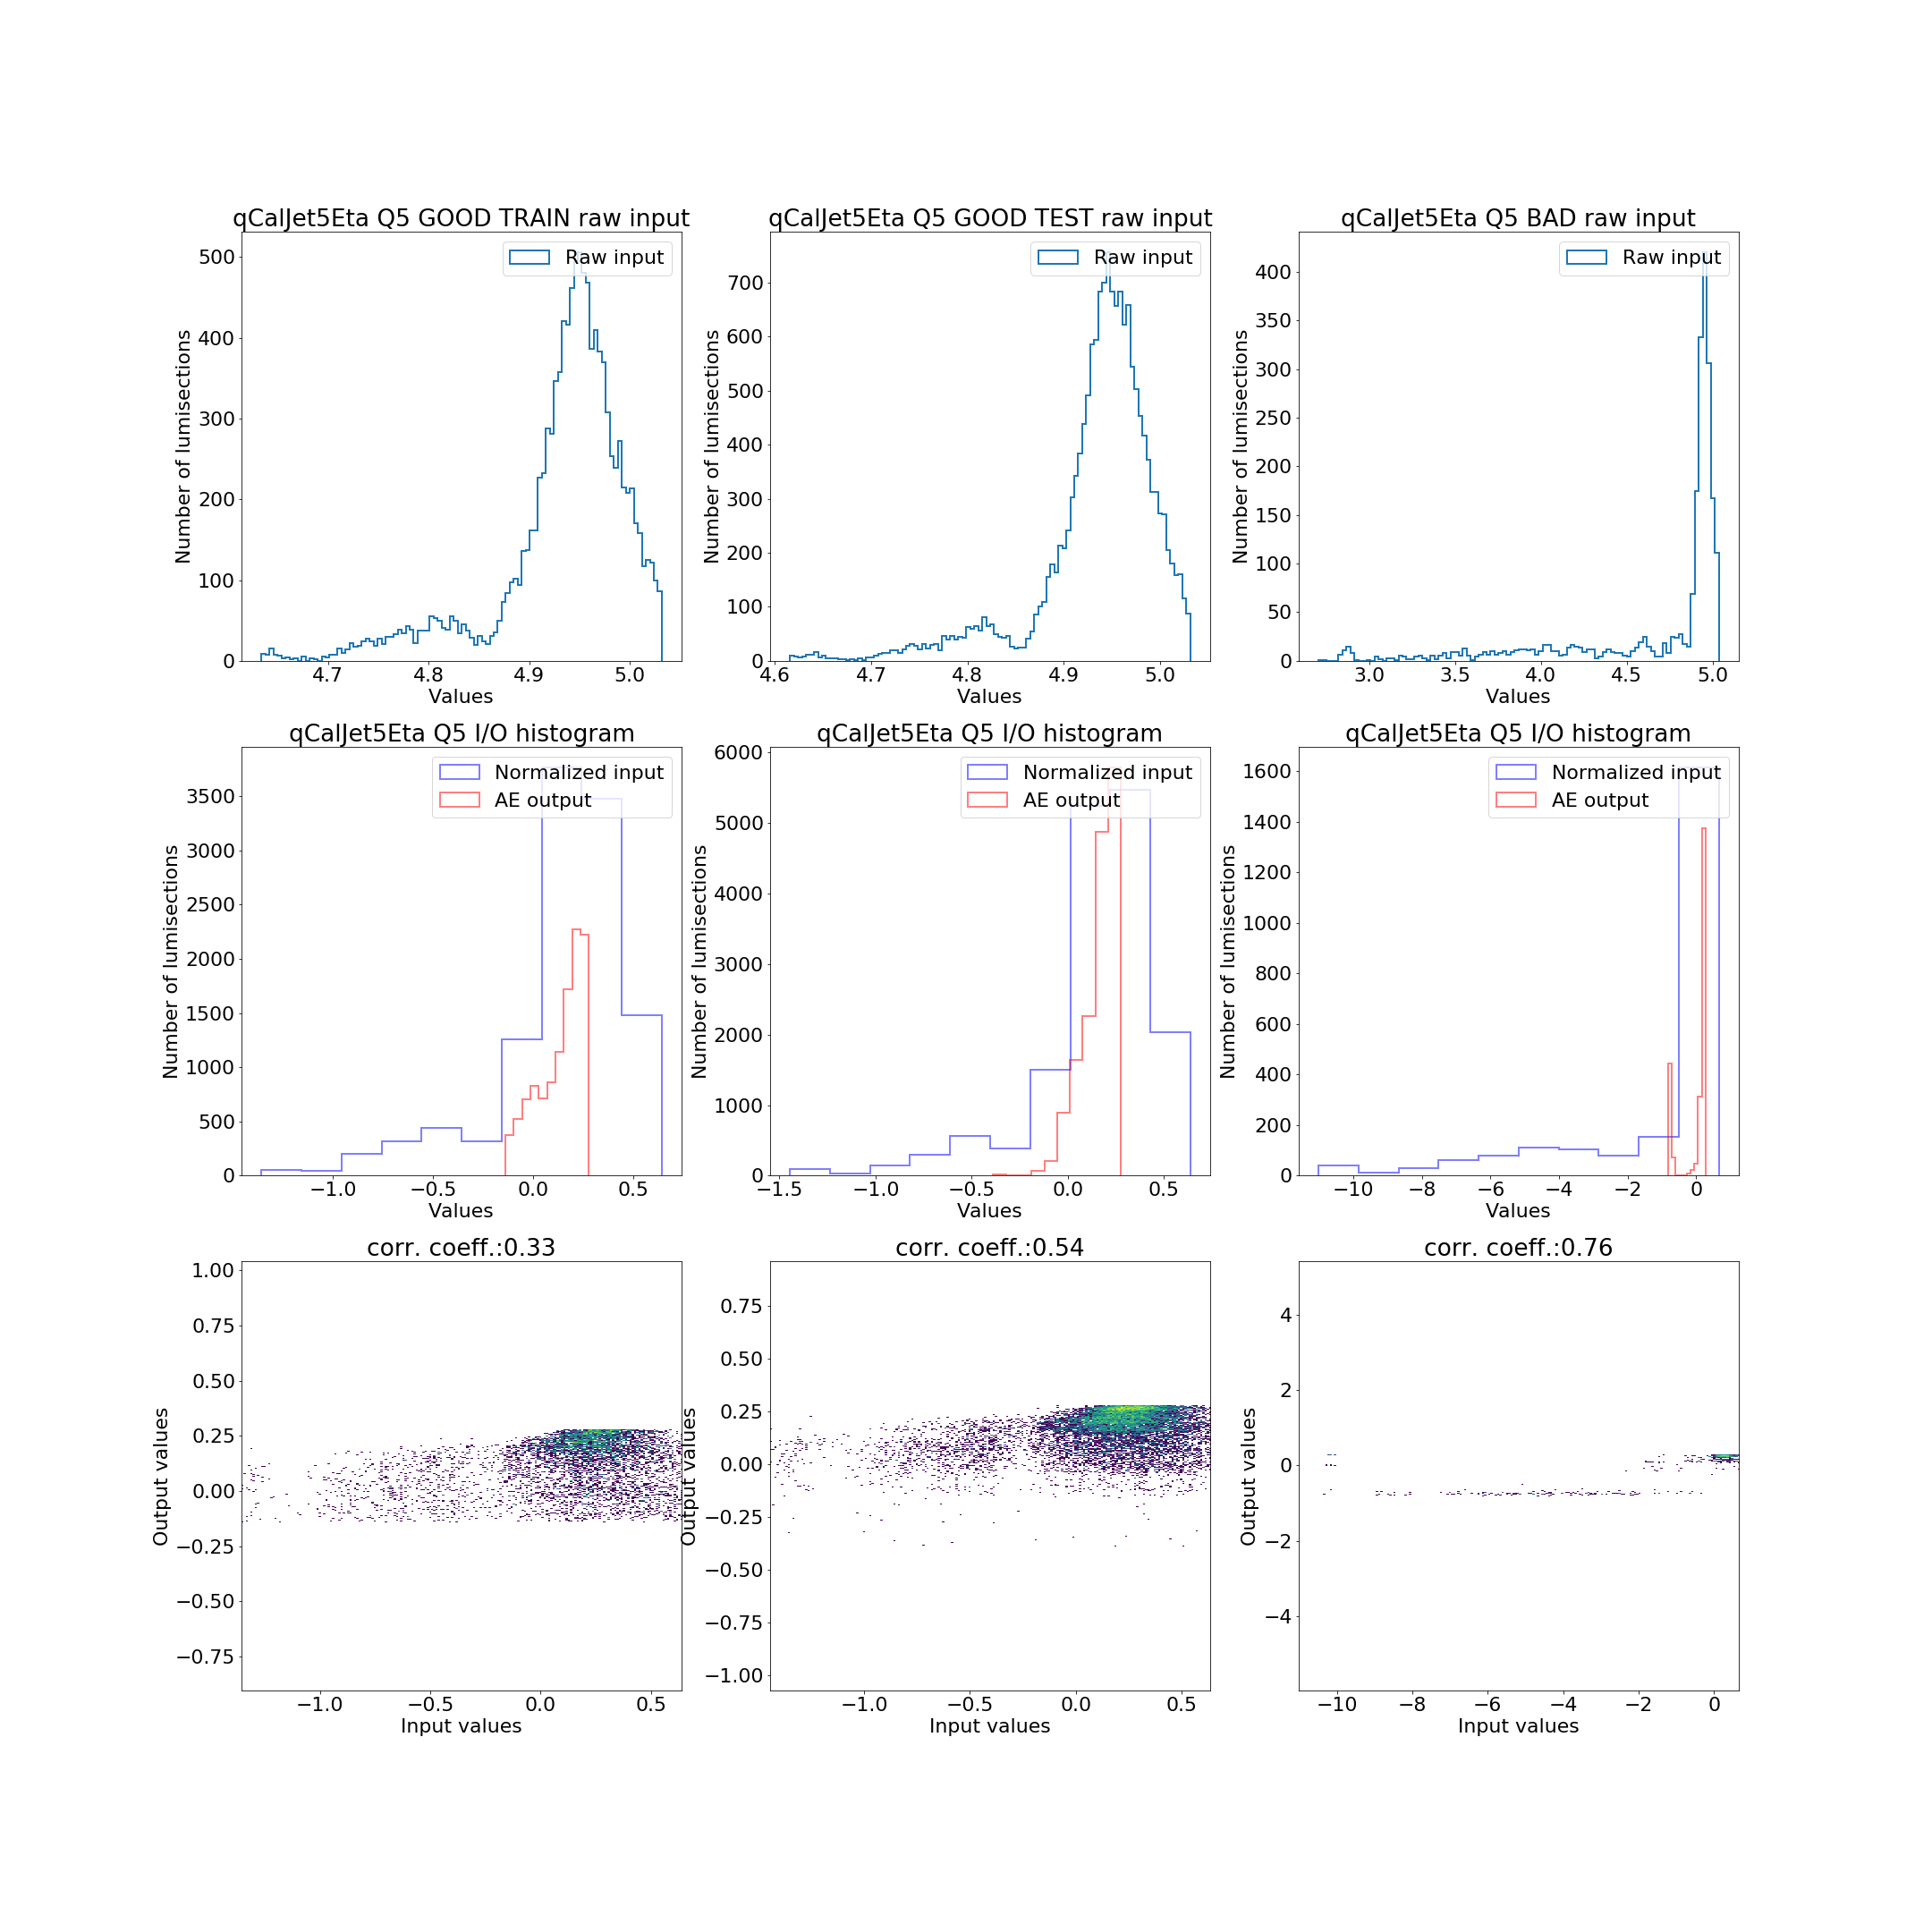 qCalJet5Eta Q5 GOOD TRAIN raw input
Raw input
500
400
300
200
100
0
Number of lumisections
4.7 4.8 4.9 5.0
Values
qCalJet5Eta Q5 GOOD TEST raw input
Raw input
700
600
500
400
300
200
100
0
Number of lumisections
4.6 4.7 4.8 4.9 5.0
Values
qCalJet5Eta Q5 BAD raw input
Raw input
400
350
300
250
200
150
100
50
0
Number of lumisections
3.0 3.5 4.0 4.5 5.0
Values
qCalJet5Eta Q5 I/O histogram
Normalized input
AE output
3500
3000
2500
2000
1500
1000
500
0
Number of lumisections
−1.0 −0.5 0.0 0.5
Values
qCalJet5Eta Q5 I/O histogram
Normalized input
AE output
6000
5000
4000
3000
2000
1000
0
Number of lumisections
−1.5 −1.0 −0.5 0.0 0.5
Values
qCalJet5Eta Q5 I/O histogram
Normalized input
AE output
1600
1400
1200
1000
800
600
400
200
0
Number of lumisections
−10 −8 −6 −4 −2 0
Values
corr. coeff.:0.33
1.00
0.75
0.50
0.25
0.00
−0.25
−0.50
−0.75
Output values
−1.0 −0.5 0.0 0.5
Input values
corr. coeff.:0.54
0.75
0.50
0.25
0.00
−0.25
−0.50
−0.75
−1.00
Output values
−1.0 −0.5 0.0 0.5
Input values
corr. coeff.:0.76
4
2
0
−2
−4
Output values
−10 −8 −6 −4 −2 0
Input values